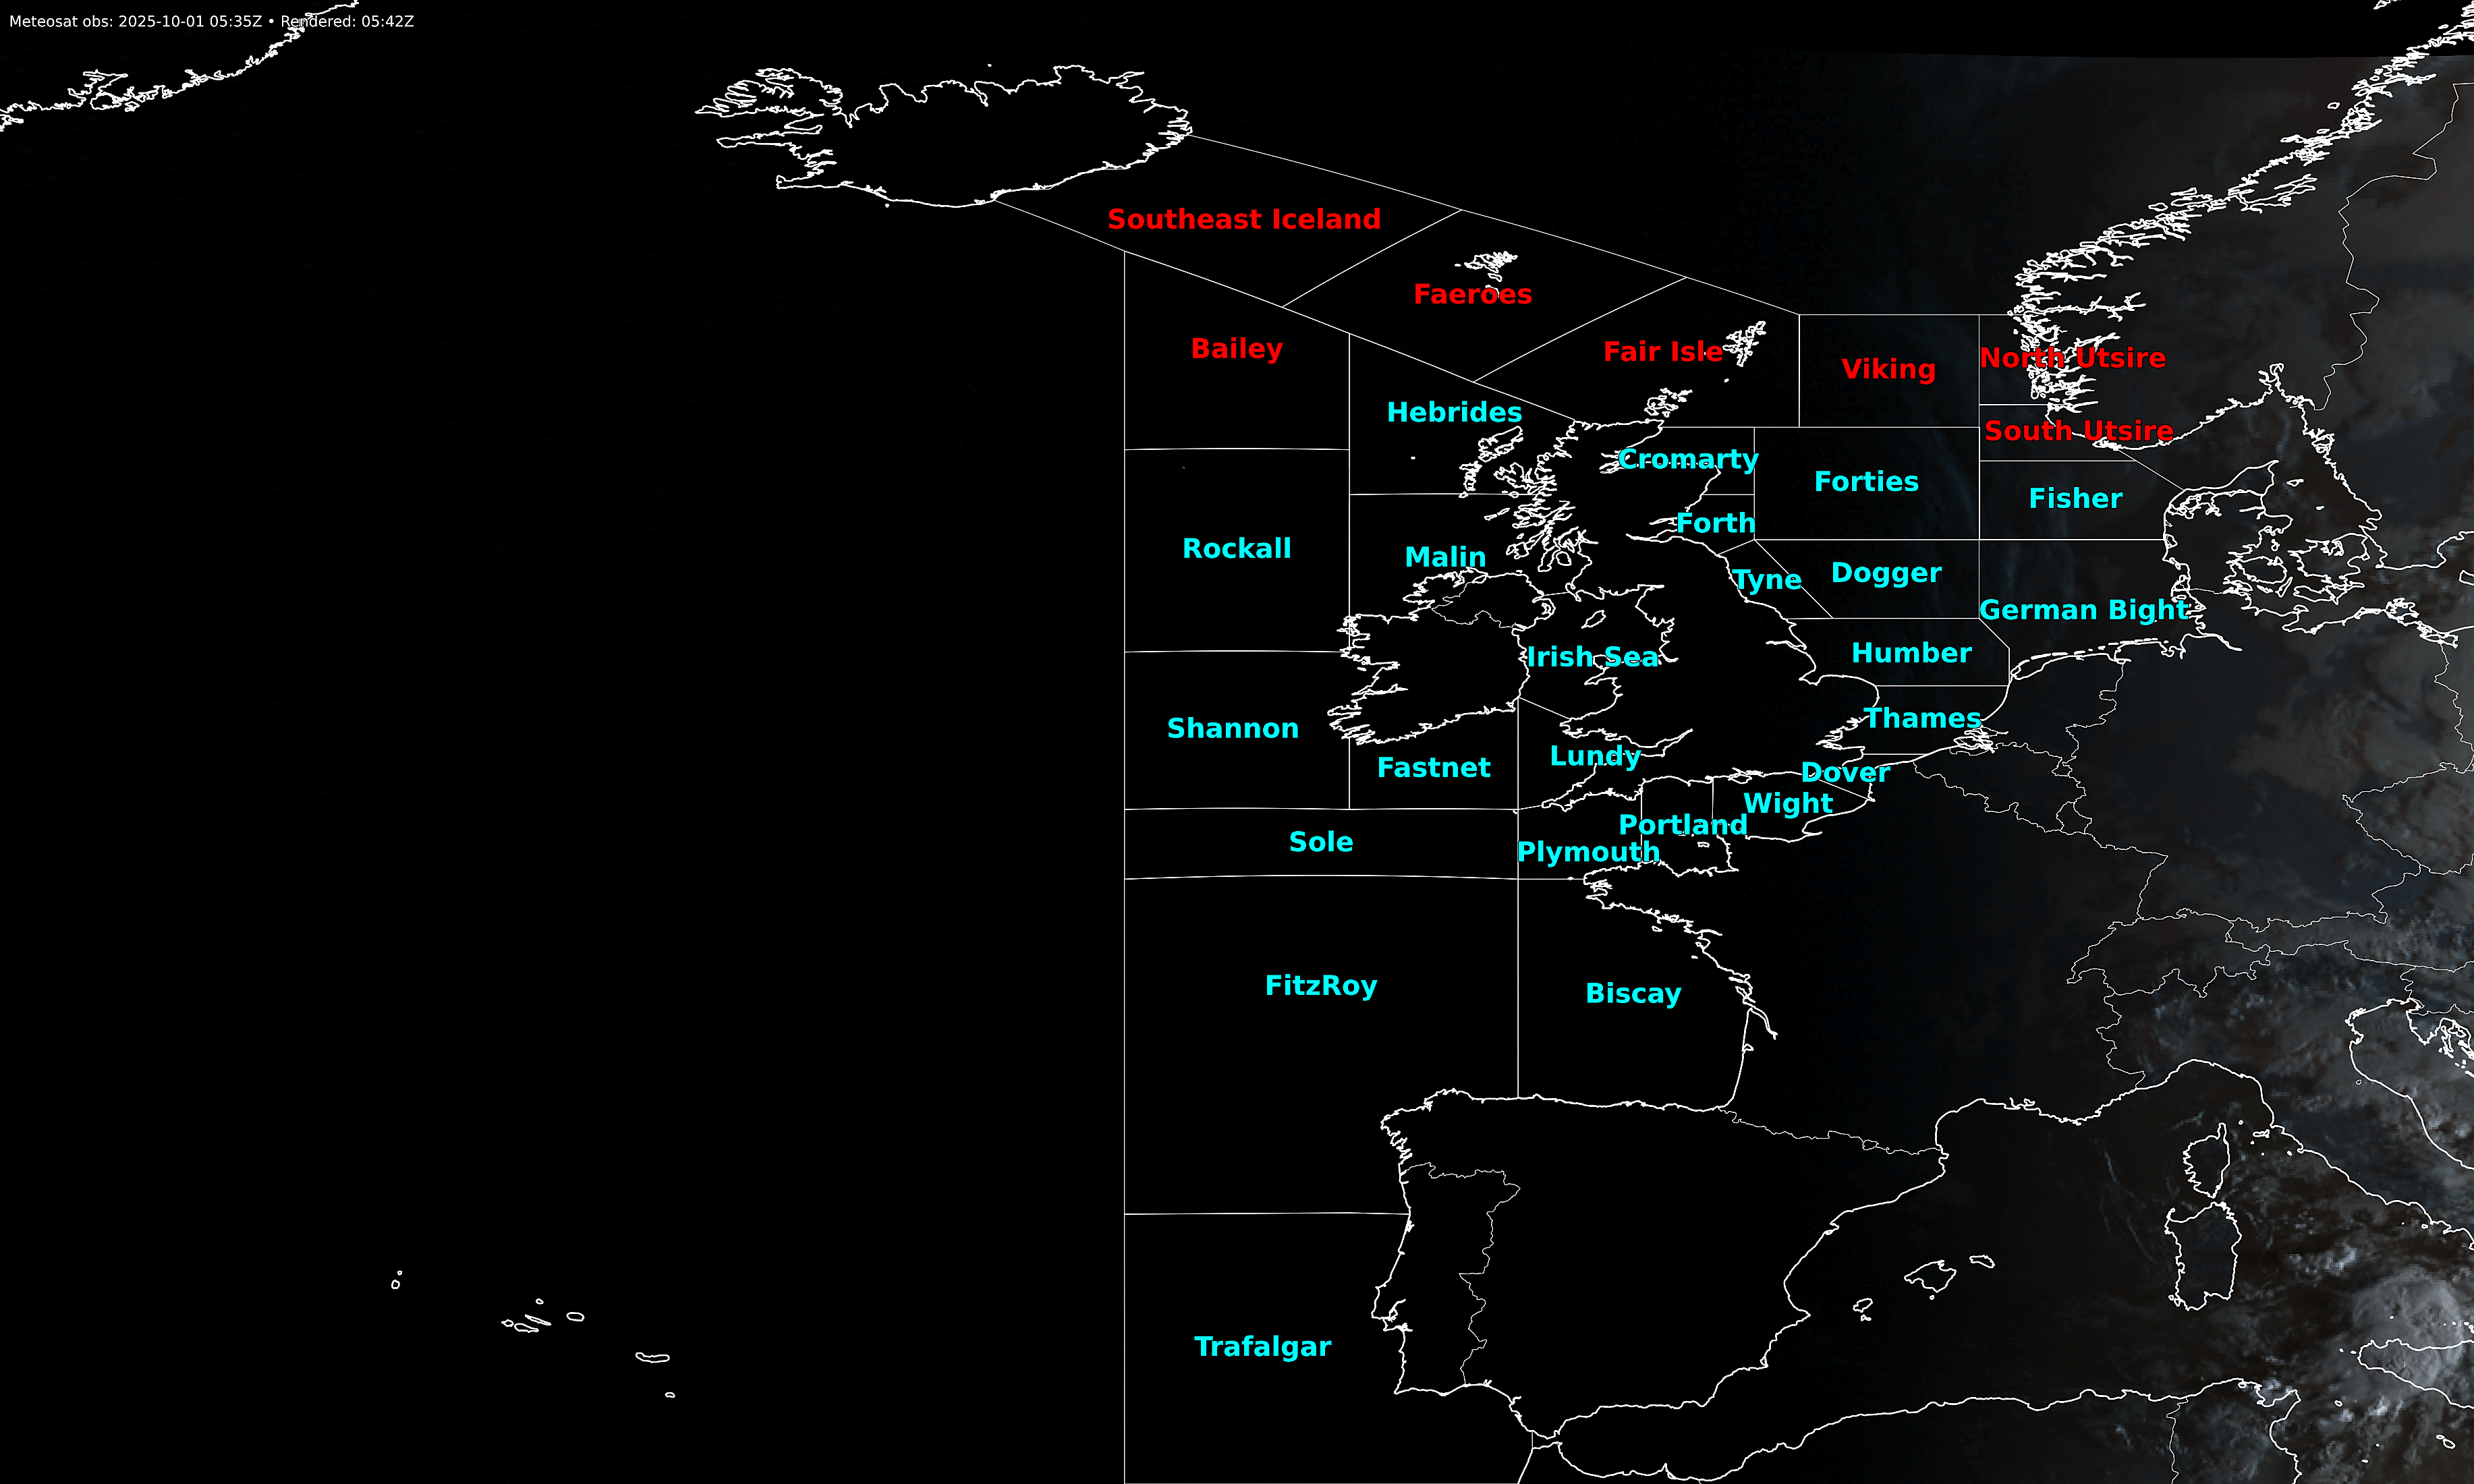 Meteosat obs: 2025-10-01 05:35Z • Rendered: 05:42Z
Southeast Iceland
Faeroes
Bailey
Fair Isle
Viking
North Utsire
Hebrides
South Utsire
Cromarty
Forties
Fisher
Forth
Rockall
Malin
Tyne
Dogger
German Bight
Irish Sea
Humber
Shannon
Thames
Fastnet
Lundy
Dover
Wight
Portland
Sole
Plymouth
FitzRoy
Biscay
Trafalgar